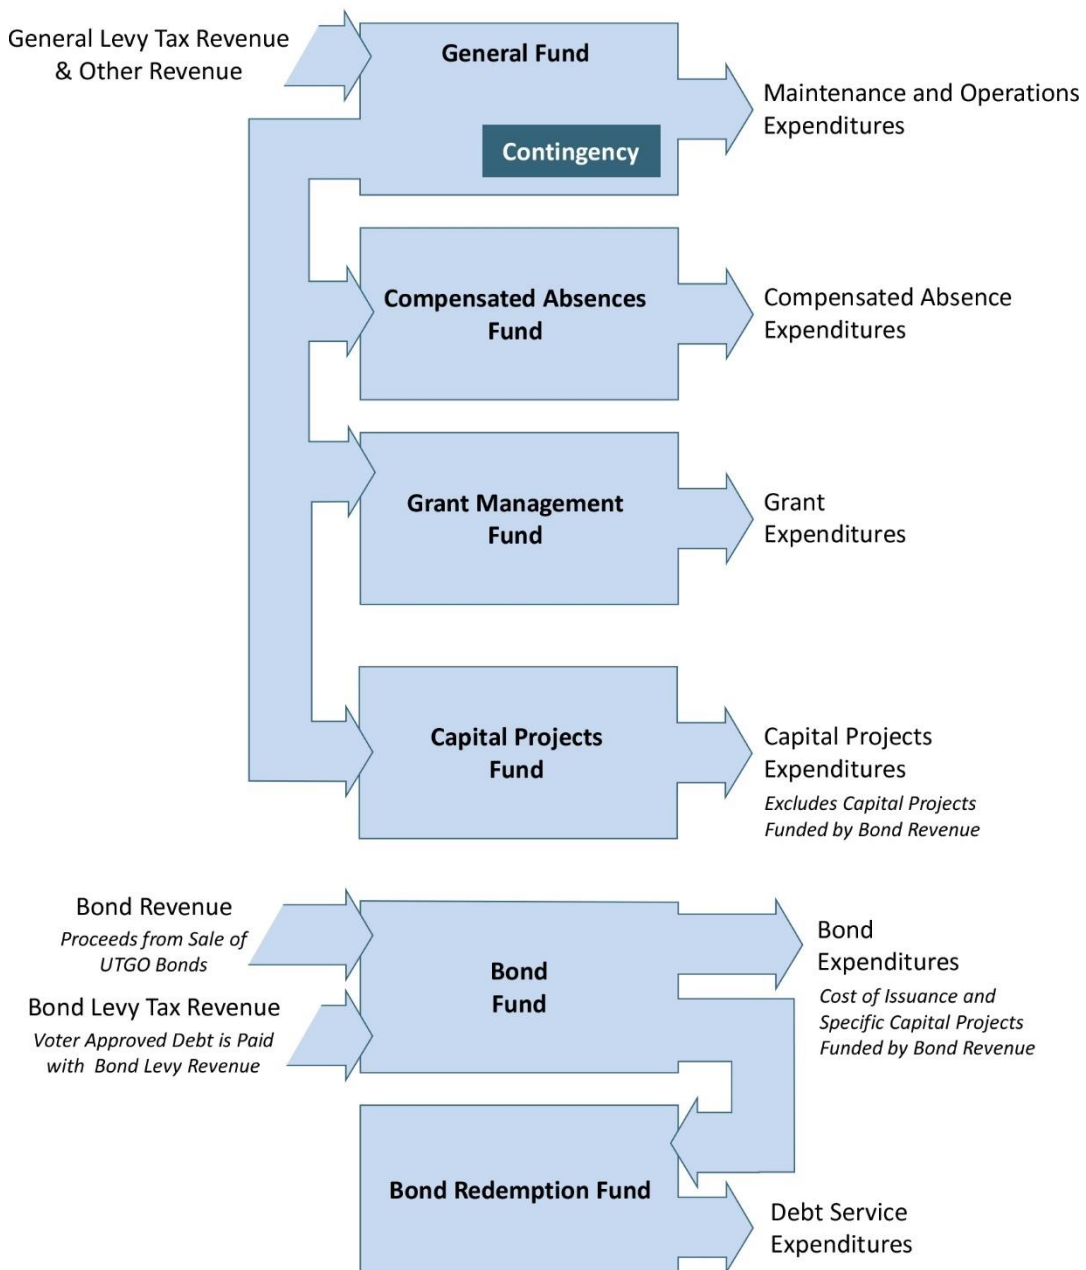 General Levy Tax Revenue
& Other Revenue
General Fund
Contingency
Maintenance and Operations
Expenditures
Compensated Absences
Fund
Compensated Absence
Expenditures
Grant Management
Fund
Grant
Expenditures
Capital Projects
Fund
Capital Projects
Expenditures
Excludes Capital Projects
Funded by Bond Revenue
Bond Revenue
Proceeds from Sale of
UTGO Bonds
Bond Levy Tax Revenue
Voter Approved Debt is Paid
with Bond Levy Revenue
Bond
Fund
Bond
Expenditures
Cost of Issuance and
Specific Capital Projects
Funded by Bond Revenue
Bond Redemption Fund
Debt Service
Expenditures